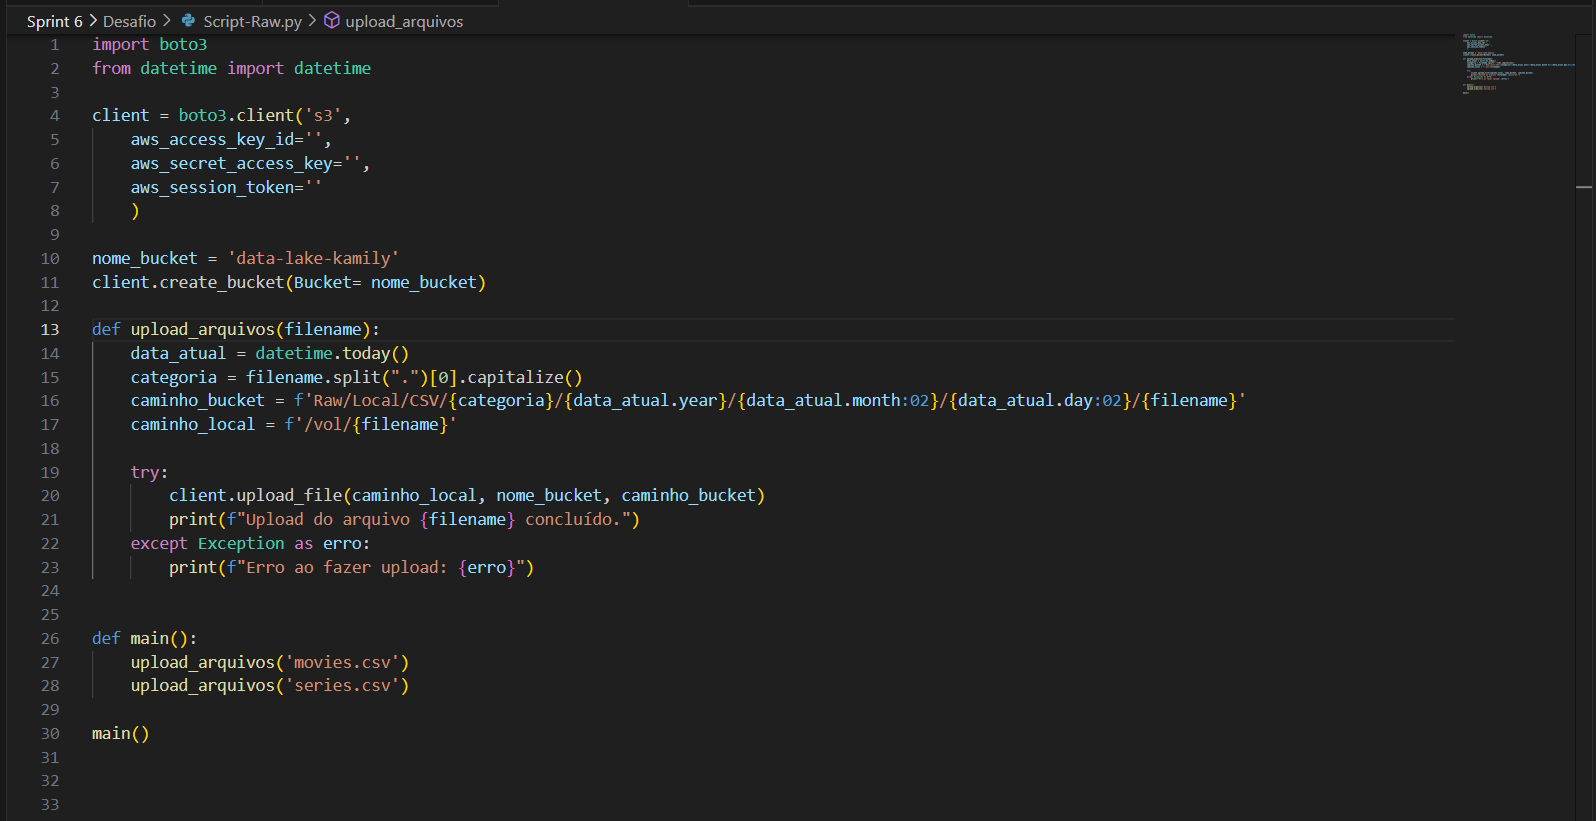 Sprint 6 > Desafio > Script-Raw.py > upload_arquivos
1 import boto3
2 from datetime import datetime
3
4 client = boto3.client('s3',
5     aws_access_key_id='',
6     aws_secret_access_key='',
7     aws_session_token=''
8     )
9
10 nome_bucket = 'data-lake-kamily'
11 client.create_bucket(Bucket= nome_bucket)
12
13 def upload_arquivos(filename):
14     data_atual = datetime.today()
15     categoria = filename.split(".")[0].capitalize()
16     caminho_bucket = f'Raw/Local/CSV/{categoria}/{data_atual.year}/{data_atual.month:02}/{data_atual.day:02}/{filename}'
17     caminho_local = f'/vol/{filename}'
18
19     try:
20         client.upload_file(caminho_local, nome_bucket, caminho_bucket)
21         print(f"Upload do arquivo {filename} concluído.")
22     except Exception as erro:
23         print(f"Erro ao fazer upload: {erro}")
24
25
26 def main():
27     upload_arquivos('movies.csv')
28     upload_arquivos('series.csv')
29
30 main()
31
32
33